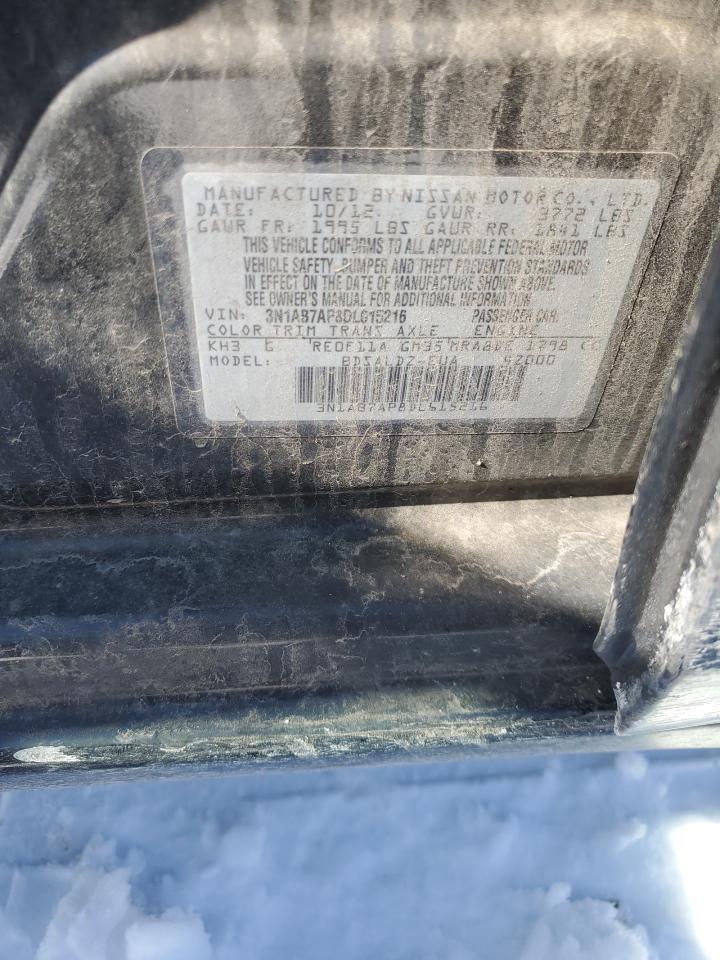 MANUFACTURED BY NISSAN MOTOR CO., LTD.
DATE: 10/12 GVWR: 3772 LBS
GAWR FR: 1995 LBS GAWR RR: 1841 LBS
THIS VEHICLE CONFORMS TO ALL APPLICABLE FEDERAL MOTOR
VEHICLE SAFETY, BUMPER AND THEFT PREVENTION STANDARDS
IN EFFECT ON THE DATE OF MANUFACTURE SHOWN ABOVE.
SEE OWNER'S MANUAL FOR ADDITIONAL INFORMATION.
VIN: 3N1AB7AP8DL615216 PASSENGER CAR
COLOR TRIM TRANS AXLE ENGINE
KH3 G RE0F11A GM35 MRA8DE 1798 CC
MODEL: BDSALDZ-EUA 9Z000
3N1AB7AP8DL615216